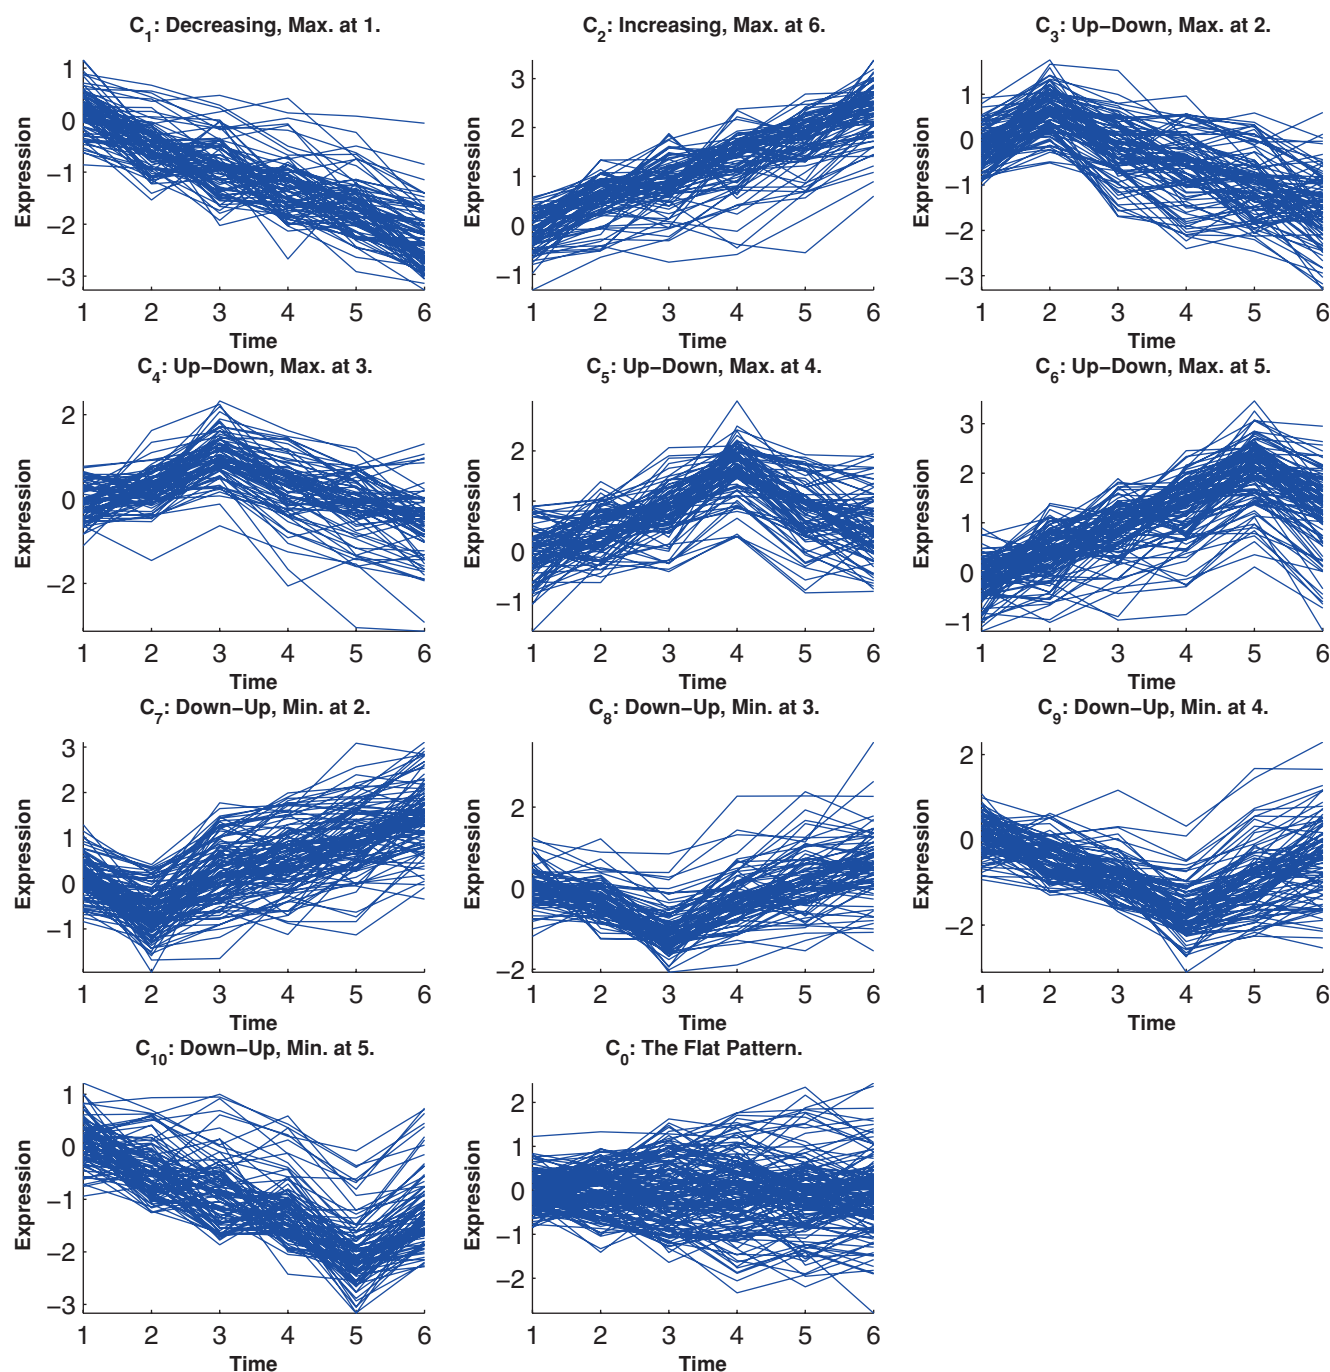 C1: Decreasing, Max. at 1.
1
0
−1
−2
−3
Expression
1 2 3 4 5 6
Time
C2: Increasing, Max. at 6.
3
2
1
0
−1
Expression
1 2 3 4 5 6
Time
C3: Up−Down, Max. at 2.
1
0
−1
−2
−3
Expression
1 2 3 4 5 6
Time
C4: Up−Down, Max. at 3.
2
0
−2
Expression
1 2 3 4 5 6
Time
C5: Up−Down, Max. at 4.
2
1
0
−1
Expression
1 2 3 4 5 6
Time
C6: Up−Down, Max. at 5.
3
2
1
0
−1
Expression
1 2 3 4 5 6
Time
C7: Down−Up, Min. at 2.
3
2
1
0
−1
Expression
1 2 3 4 5 6
Time
C8: Down−Up, Min. at 3.
2
0
−2
Expression
1 2 3 4 5 6
Time
C9: Down−Up, Min. at 4.
2
0
−2
Expression
1 2 3 4 5 6
Time
C10: Down−Up, Min. at 5.
1
0
−1
−2
−3
Expression
1 2 3 4 5 6
Time
C0: The Flat Pattern.
2
1
0
−1
−2
Expression
1 2 3 4 5 6
Time